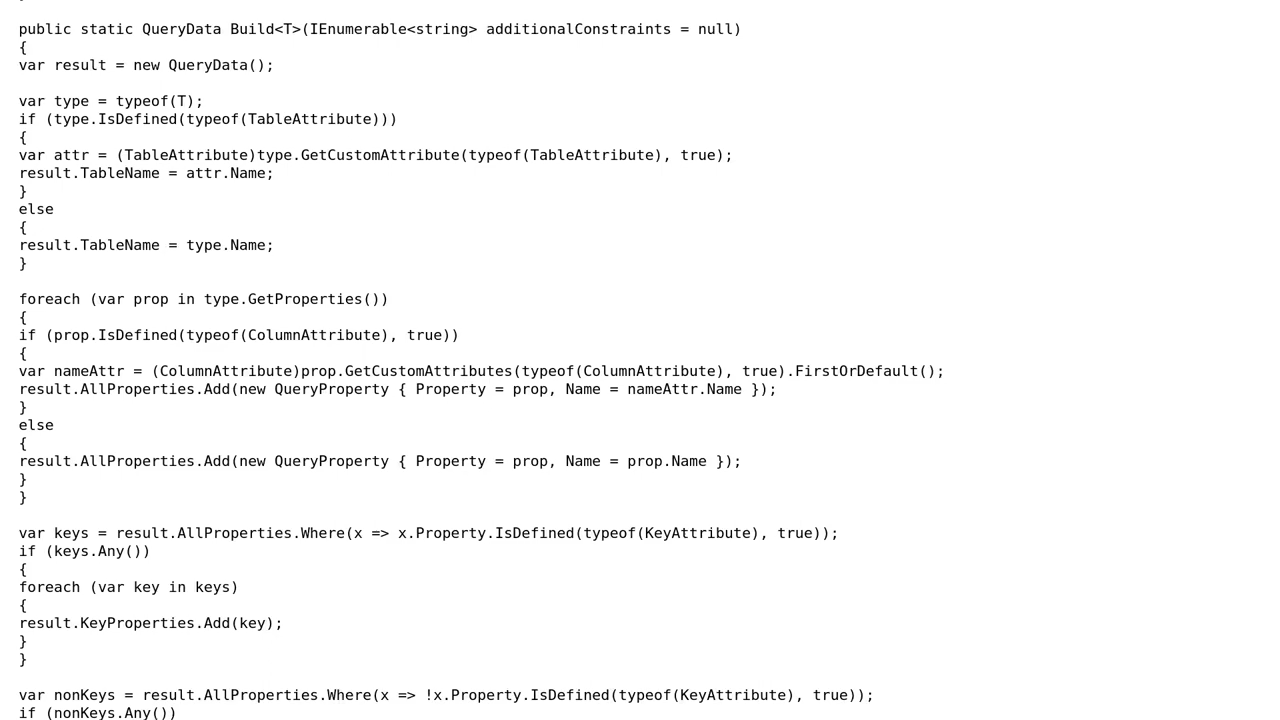 public static QueryData Build<T>(IEnumerable<string> additionalConstraints = null)
{
var result = new QueryData();

var type = typeof(T);
if (type.IsDefined(typeof(TableAttribute)))
{
var attr = (TableAttribute)type.GetCustomAttribute(typeof(TableAttribute), true);
result.TableName = attr.Name;
}
else
{
result.TableName = type.Name;
}

foreach (var prop in type.GetProperties())
{
if (prop.IsDefined(typeof(ColumnAttribute), true))
{
var nameAttr = (ColumnAttribute)prop.GetCustomAttributes(typeof(ColumnAttribute), true).FirstOrDefault();
result.AllProperties.Add(new QueryProperty { Property = prop, Name = nameAttr.Name });
}
else
{
result.AllProperties.Add(new QueryProperty { Property = prop, Name = prop.Name });
}
}

var keys = result.AllProperties.Where(x => x.Property.IsDefined(typeof(KeyAttribute), true));
if (keys.Any())
{
foreach (var key in keys)
{
result.KeyProperties.Add(key);
}
}

var nonKeys = result.AllProperties.Where(x => !x.Property.IsDefined(typeof(KeyAttribute), true));
if (nonKeys.Any())